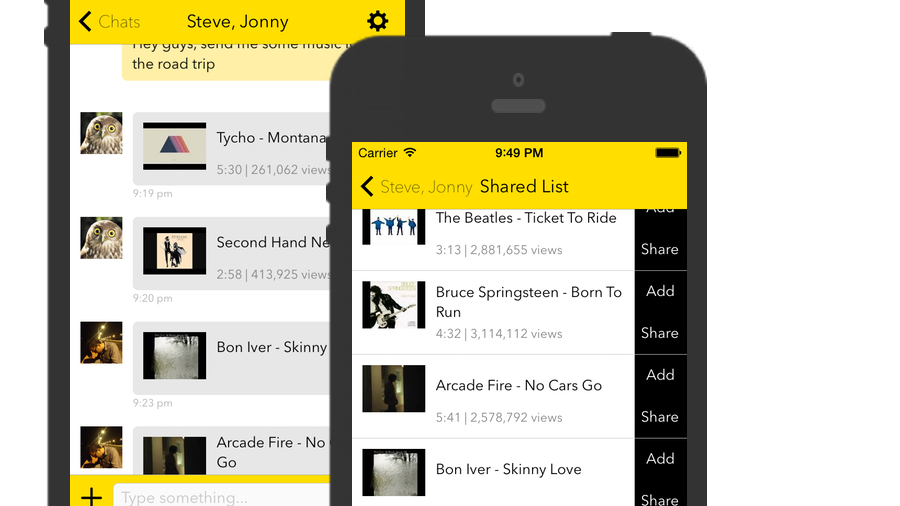 Chats Steve, Jonny
Hey guys, send me some music
the road trip
Tycho - Montana
5:30 | 261,062 views
9:19 pm
Second Hand
2:58 | 413,925 views
9:20 pm
Bon Iver - Skinny
9:23 pm
Arcade Fire - No
Go
Type something...
Carrier 9:49 PM
Steve, Jonny Shared List
The Beatles - Ticket To Ride
3:13 | 2,881,655 views
Add
Share
Bruce Springsteen - Born To
Run
4:32 | 3,114,112 views
Add
Share
Arcade Fire - No Cars Go
5:41 | 2,578,792 views
Add
Share
Bon Iver - Skinny Love
Add
Share